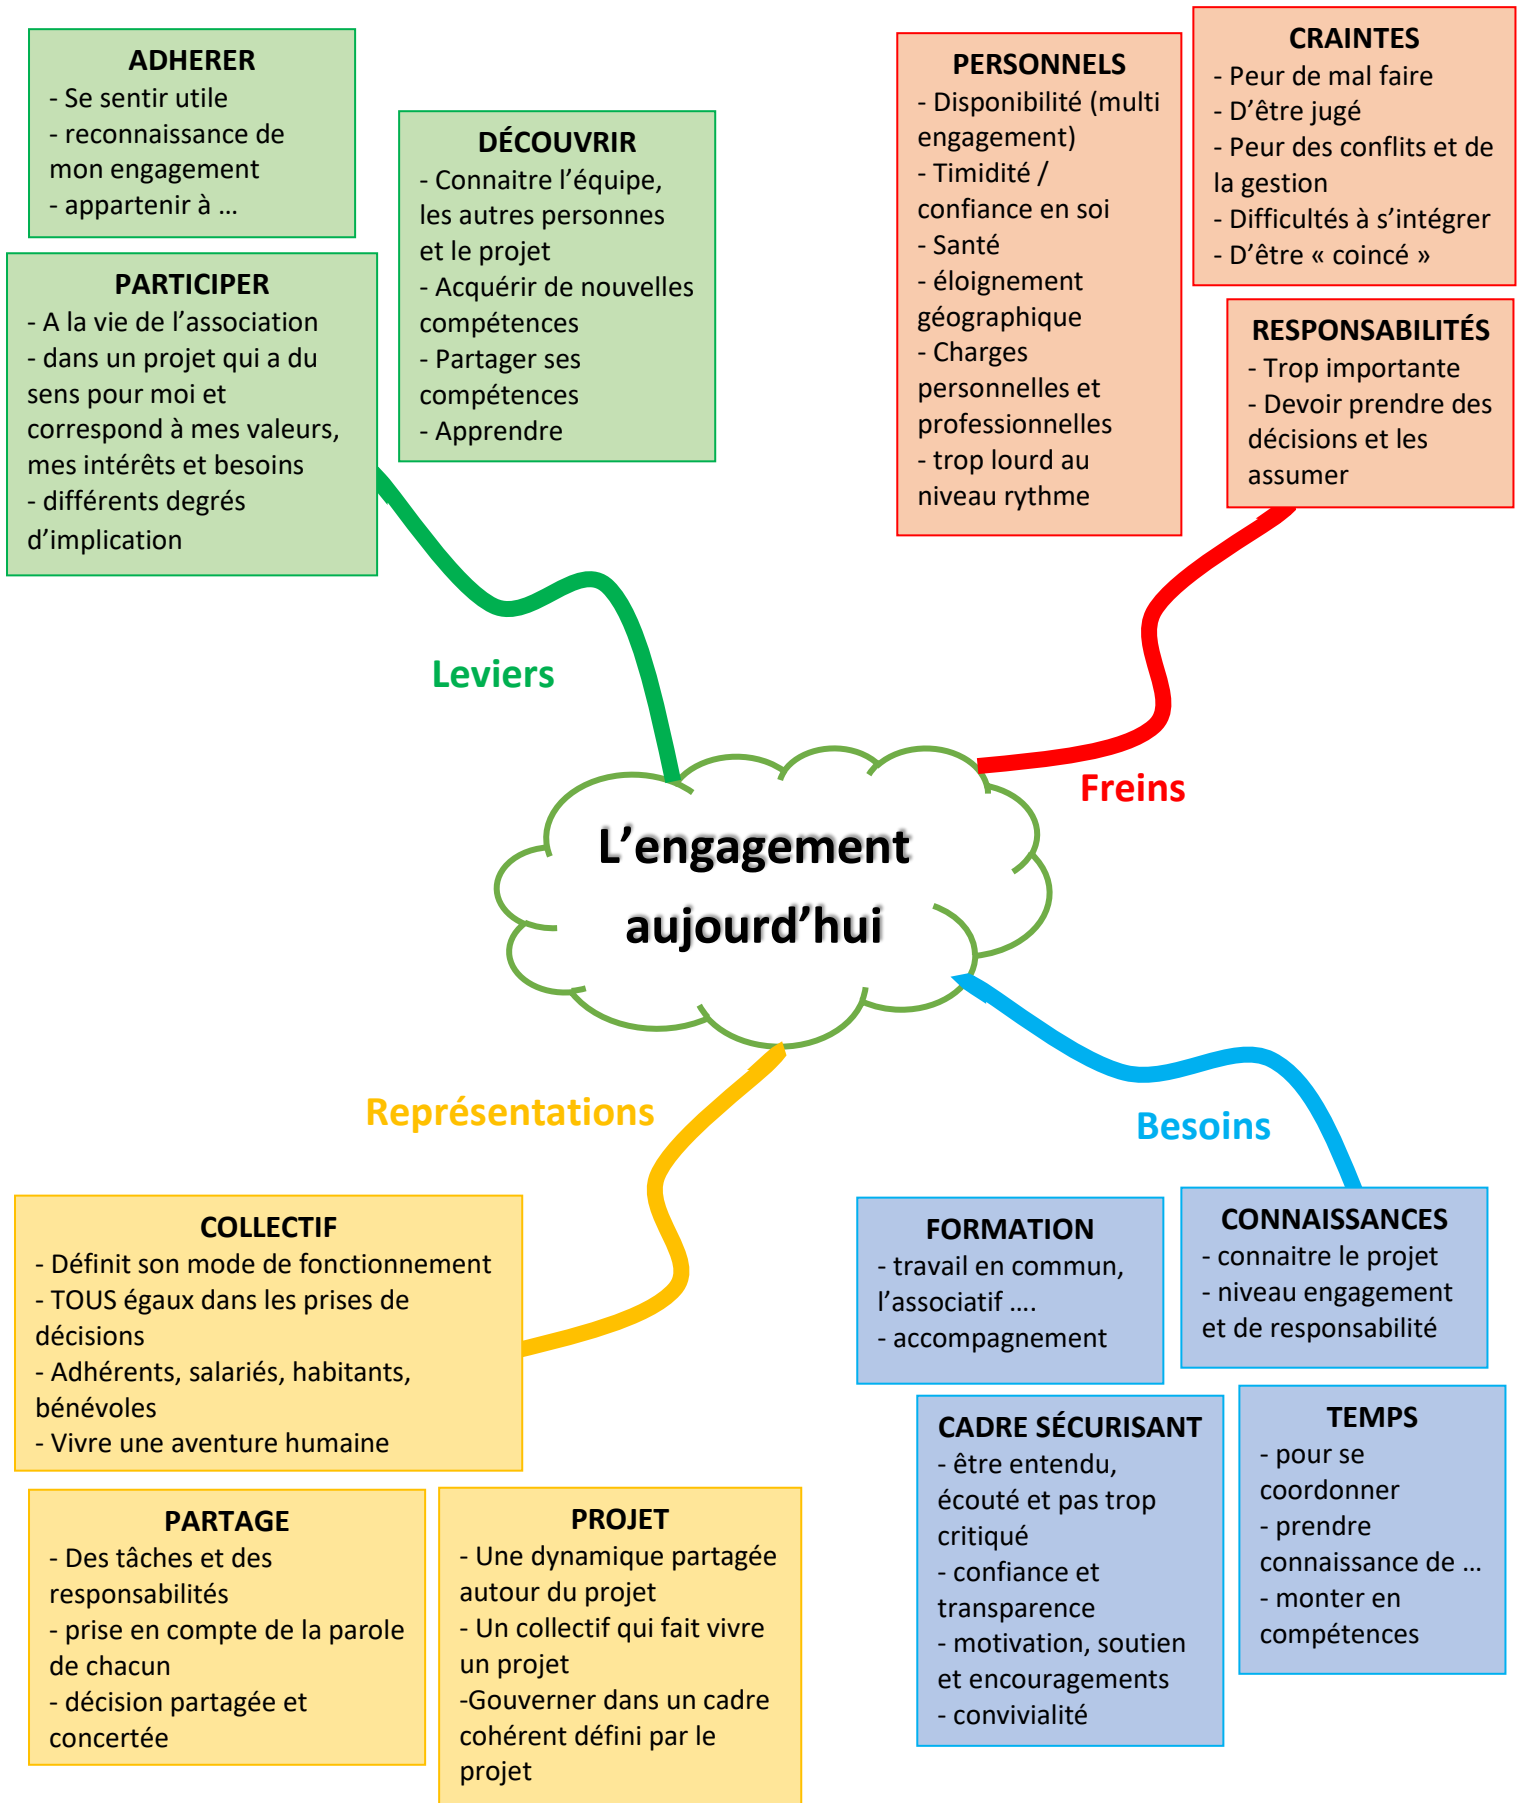 ADHERER
- Se sentir utile
- reconnaissance de
mon engagement
- appartenir à …
DÉCOUVRIR
- Connaitre l’équipe,
les autres personnes
et le projet
- Acquérir de nouvelles
compétences
- Partager ses
compétences
- Apprendre
PARTICIPER
- A la vie de l’association
- dans un projet qui a du
sens pour moi et
correspond à mes valeurs,
mes intérêts et besoins
- différents degrés
d’implication
Leviers
PERSONNELS
- Disponibilité (multi
engagement)
- Timidité /
confiance en soi
- Santé
- éloignement
géographique
- Charges
personnelles et
professionnelles
- trop lourd au
niveau rythme
CRAINTES
- Peur de mal faire
- D’être jugé
- Peur des conflits et de
la gestion
- Difficultés à s’intégrer
- D’être « coincé »
RESPONSABILITÉS
- Trop importante
- Devoir prendre des
décisions et les
assumer
Freins
L’engagement
aujourd’hui
Représentations
COLLECTIF
- Définit son mode de fonctionnement
- TOUS égaux dans les prises de
décisions
- Adhérents, salariés, habitants,
bénévoles
- Vivre une aventure humaine
PARTAGE
- Des tâches et des
responsabilités
- prise en compte de la parole
de chacun
- décision partagée et
concertée
PROJET
- Une dynamique partagée
autour du projet
- Un collectif qui fait vivre
un projet
-Gouverner dans un cadre
cohérent défini par le
projet
Besoins
FORMATION
- travail en commun,
l’associatif ….
- accompagnement
CONNAISSANCES
- connaitre le projet
- niveau engagement
et de responsabilité
CADRE SÉCURISANT
- être entendu,
écouté et pas trop
critiqué
- confiance et
transparence
- motivation, soutien
et encouragements
- convivialité
TEMPS
- pour se
coordonner
- prendre
connaissance de …
- monter en
compétences